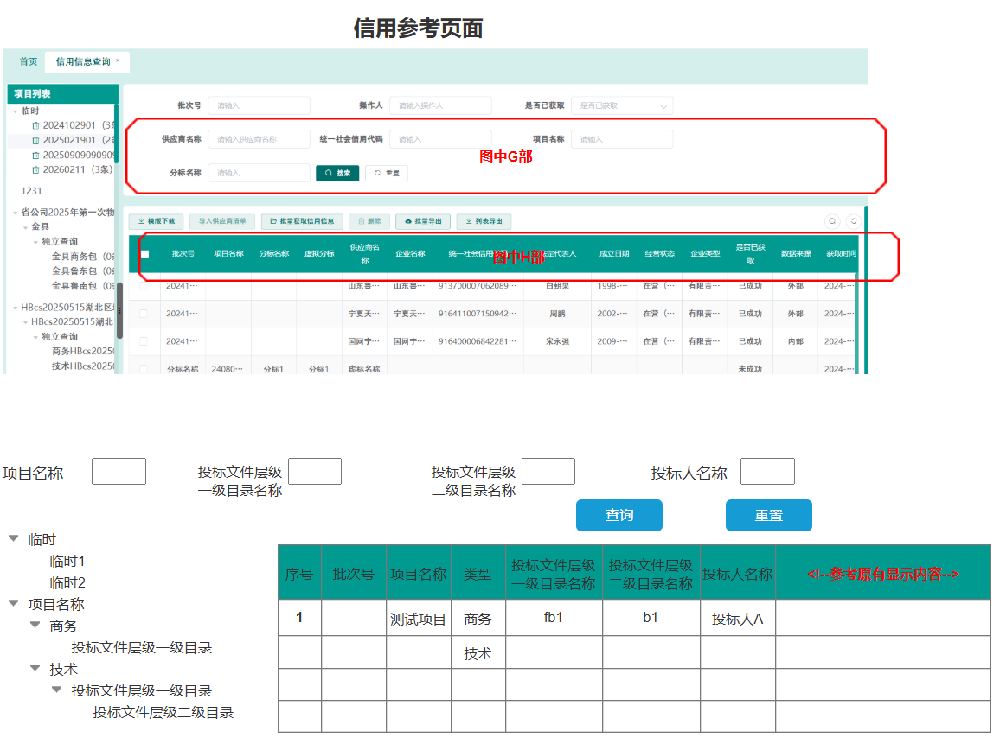 信用参考页面
首页 信用信息查询 ×
项目列表
临时
2024102901（3条
2025021901（2条
2025090909090
20260211（3条）
1231
省公司2025年第一次物
金具
独立查询
金具商务包（0条
金具鲁东包（0条
金具鲁南包（0条
HBcs20250515湖北区域
HBcs20250515湖北
独立查询
商务HBcs20250
技术HBcs20250
批次号 请输入 操作人 请输入操作人 是否已获取 是否已获取
供应商名称 请输入供应商名称 统一社会信用代码 请输入 项目名称 请输入
图中G部
分标名称 请输入 搜索 重置
模版下载 导入供应商清单 批量获取信用信息 删除 批量导出 列表导出
批次号 项目名称 分标名称 虚拟分标 供应商名称 企业名称 统一社会信用 法定代表人 成立日期 经营状态 企业类型 是否已获取 数据来源 获取时间
图中H部
20241··· 山东鲁··· 山东鲁··· 913700007062089··· 白朝果 1998-··· 在营（··· 有限责··· 已成功 外部 2024-···
20241··· 宁夏天··· 宁夏天··· 916411007150942··· 周鹏 2002-··· 在营（··· 有限责··· 已成功 外部 2024-···
20241··· 国网宁··· 国网宁··· 916400006842281··· 宋永强 2009-··· 在营（··· 有限责··· 已成功 内部 2024-···
分标名称 24080··· 分标1 分标1 虚标名称 未成功 2024-···
项目名称 投标文件层级 投标文件层级 投标人名称
一级目录名称 二级目录名称
查询 重置
临时
临时1
临时2
项目名称
商务
投标文件层级一级目录
技术
投标文件层级一级目录
投标文件层级二级目录
序号 批次号 项目名称 类型 投标文件层级 投标文件层级 投标人名称 <!--参考原有显示内容-->
一级目录名称 二级目录名称
1 测试项目 商务 fb1 b1 投标人A
技术